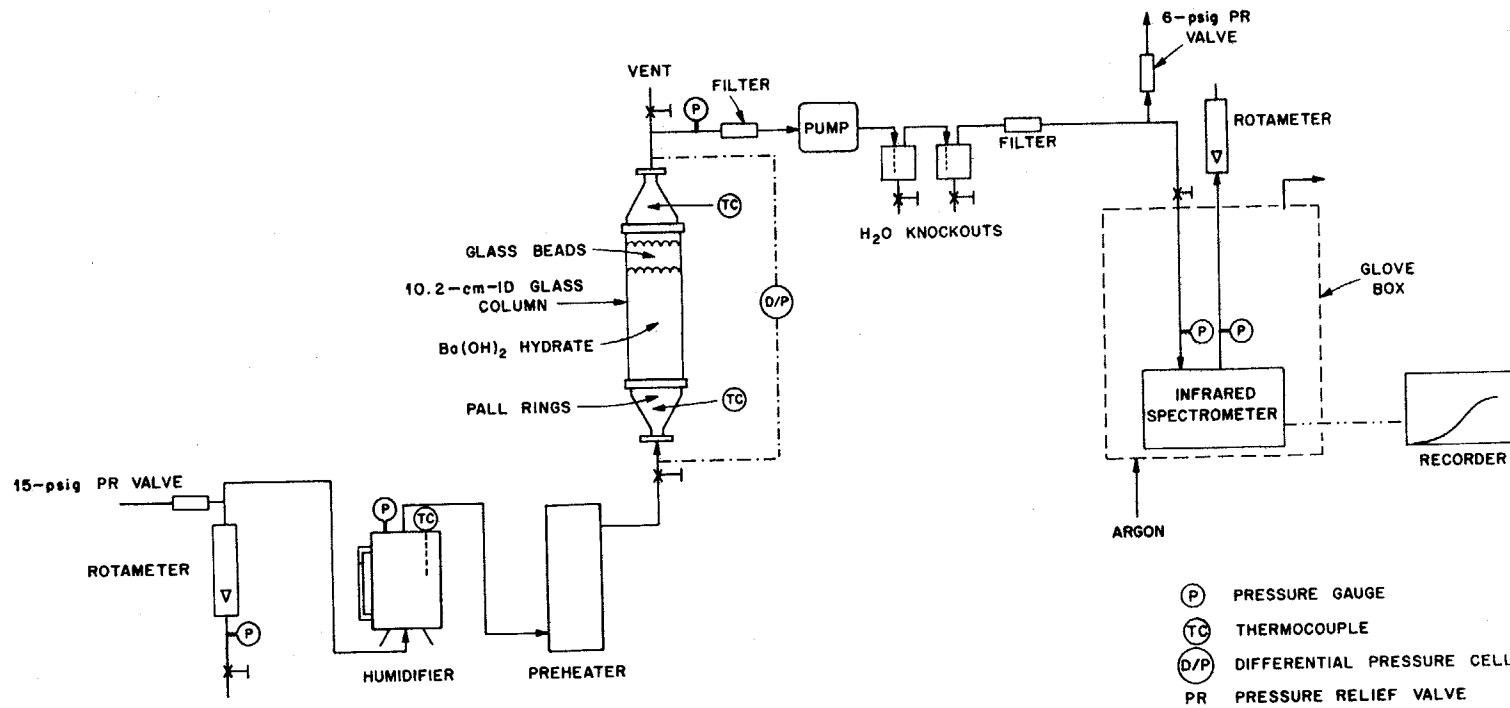 6-psig PR
VALVE
VENT
FILTER
P
PUMP
ROTAMETER
FILTER
TC
H₂O KNOCKOUTS
GLASS BEADS
10.2-cm-ID GLASS
COLUMN
D/P
GLOVE
BOX
Ba(OH)₂ HYDRATE
P
P
PALL RINGS
TC
INFRARED
SPECTROMETER
RECORDER
15-psig PR VALVE
P
TC
ARGON
ROTAMETER
P
HUMIDIFIER
PREHEATER
P PRESSURE GAUGE
TC THERMOCOUPLE
D/P DIFFERENTIAL PRESSURE CELL
PR PRESSURE RELIEF VALVE